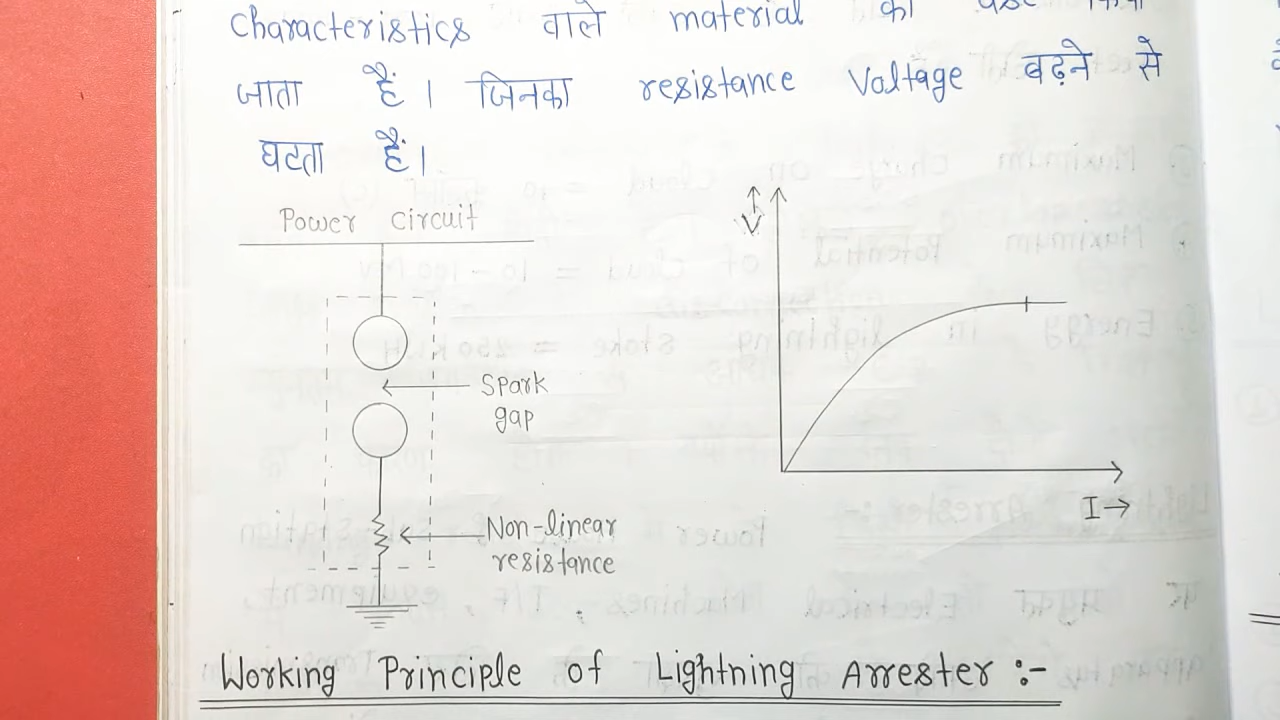 Characteristics वाले material का
जाता हैं। जिनका resistance Voltage बढ़ने से
घटता हैं।
Power circuit
Spark
gap
Non-linear
resistance
V
I→
Working Principle of Lightning Arrester :-